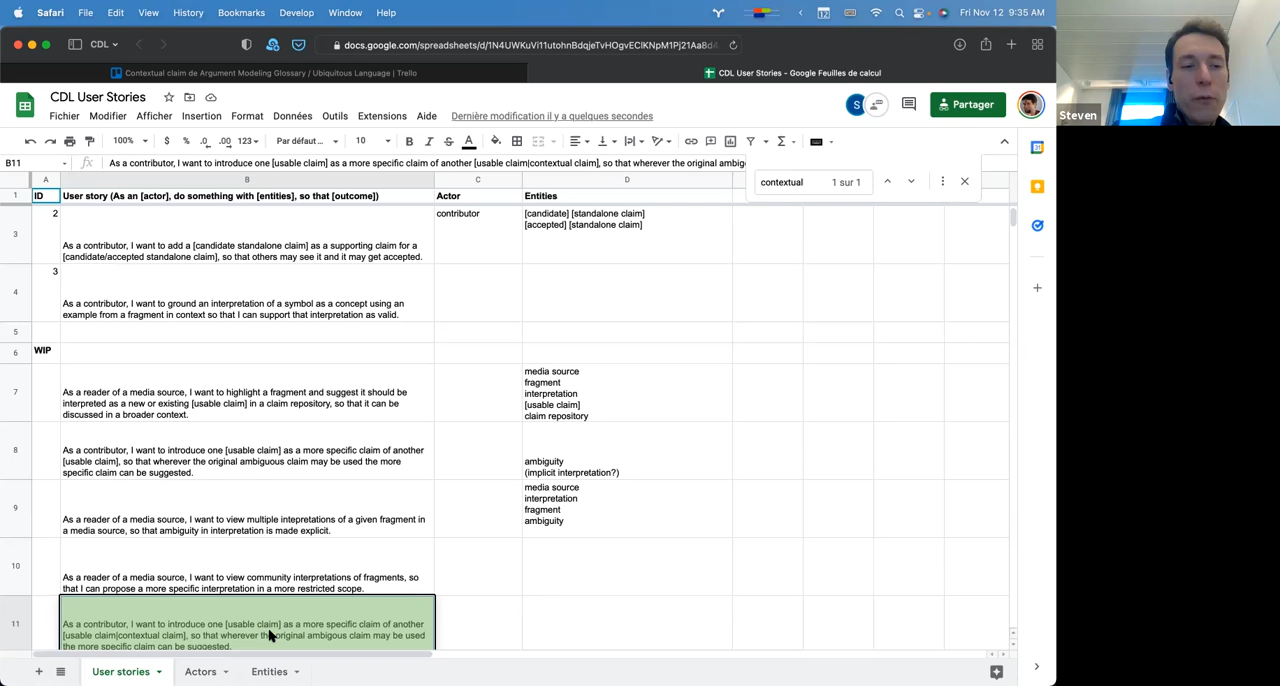 Safari File Edit View History Bookmarks Develop Window Help Fri Nov 12 9:35 AM
CDL docs.google.com/spreadsheets/d/1N4UWKuVi11utohnBdqjeTvHOgvEClKNpM1Pj21Aa8d4
Contextual claim de Argument Modeling Glossary / Ubiquitous Language | Trello CDL User Stories - Google Feuilles de calcul
CDL User Stories
Fichier Modifier Afficher Insertion Format Données Outils Extensions Aide Dernière modification il y a quelques secondes
S Partager
Steven
100% $ % .0 .00 123 Par défaut ... 10 B I S A
B11 fx As a contributor, I want to introduce one [usable claim] as a more specific claim of another [usable claim|contextual claim], so that wherever the original ambig
contextual 1 sur 1
A B C D
1 ID User story (As an [actor], do something with [entities], so that [outcome]) Actor Entities
2 contributor [candidate] [standalone claim]
[accepted] [standalone claim]
3
As a contributor, I want to add a [candidate standalone claim] as a supporting claim for a
[candidate/accepted standalone claim], so that others may see it and it may get accepted.
3
4
As a contributor, I want to ground an interpretation of a symbol as a concept using an
example from a fragment in context so that I can support that interpretation as valid.
5
6 WIP
7
As a reader of a media source, I want to highlight a fragment and suggest it should be
interpreted as a new or existing [usable claim] in a claim repository, so that it can be
discussed in a broader context.
media source
fragment
interpretation
[usable claim]
claim repository
8
As a contributor, I want to introduce one [usable claim] as a more specific claim of another
[usable claim], so that wherever the original ambiguous claim may be used the more
specific claim can be suggested.
ambiguity
(implicit interpretation?)
9
As a reader of a media source, I want to view multiple intepretations of a given fragment in
a media source, so that ambiguity in interpretation is made explicit.
media source
interpretation
fragment
ambiguity
10
As a reader of a media source, I want to view community interpretations of fragments, so
that I can propose a more specific interpretation in a more restricted scope.
11
As a contributor, I want to introduce one [usable claim] as a more specific claim of another
[usable claim|contextual claim], so that wherever the original ambigous claim may be used
the more specific claim can be suggested.
User stories Actors Entities